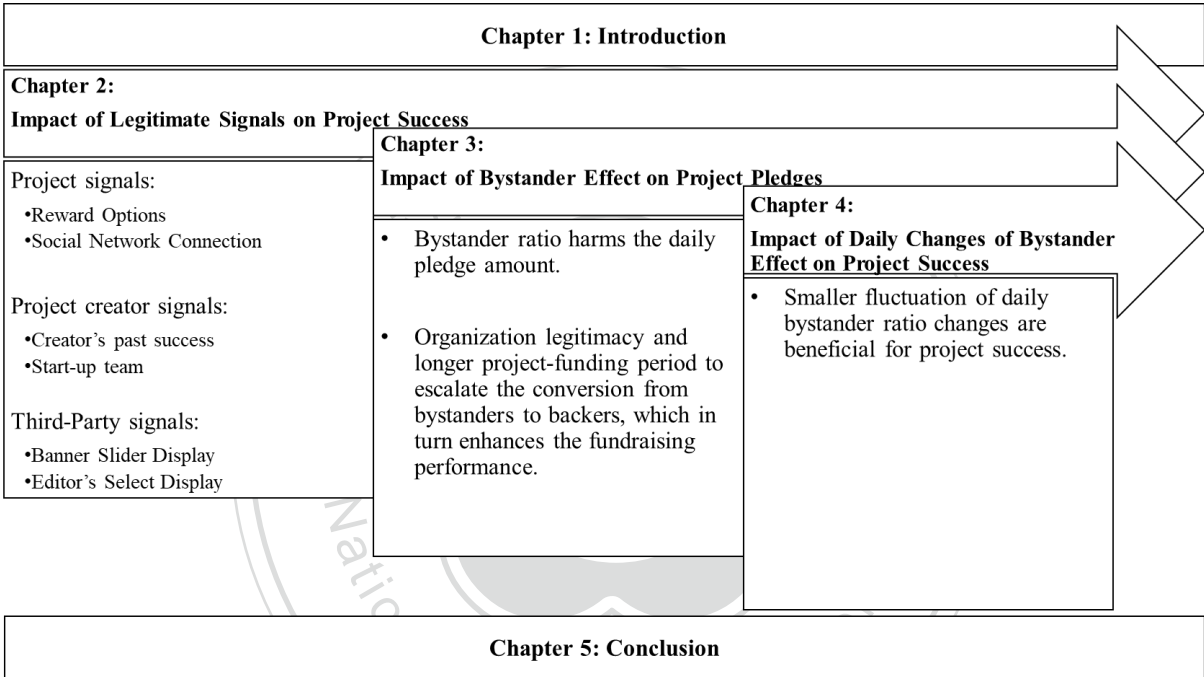 Chapter 1: Introduction
Chapter 2:
Impact of Legitimate Signals on Project Success
Project signals:
•Reward Options
•Social Network Connection
Project creator signals:
•Creator's past success
•Start-up team
Third-Party signals:
•Banner Slider Display
•Editor's Select Display
Chapter 3:
Impact of Bystander Effect on Project Pledges
• Bystander ratio harms the daily
pledge amount.
• Organization legitimacy and
longer project-funding period to
escalate the conversion from
bystanders to backers, which in
turn enhances the fundraising
performance.
Chapter 4:
Impact of Daily Changes of Bystander
Effect on Project Success
• Smaller fluctuation of daily
bystander ratio changes are
beneficial for project success.
Chapter 5: Conclusion